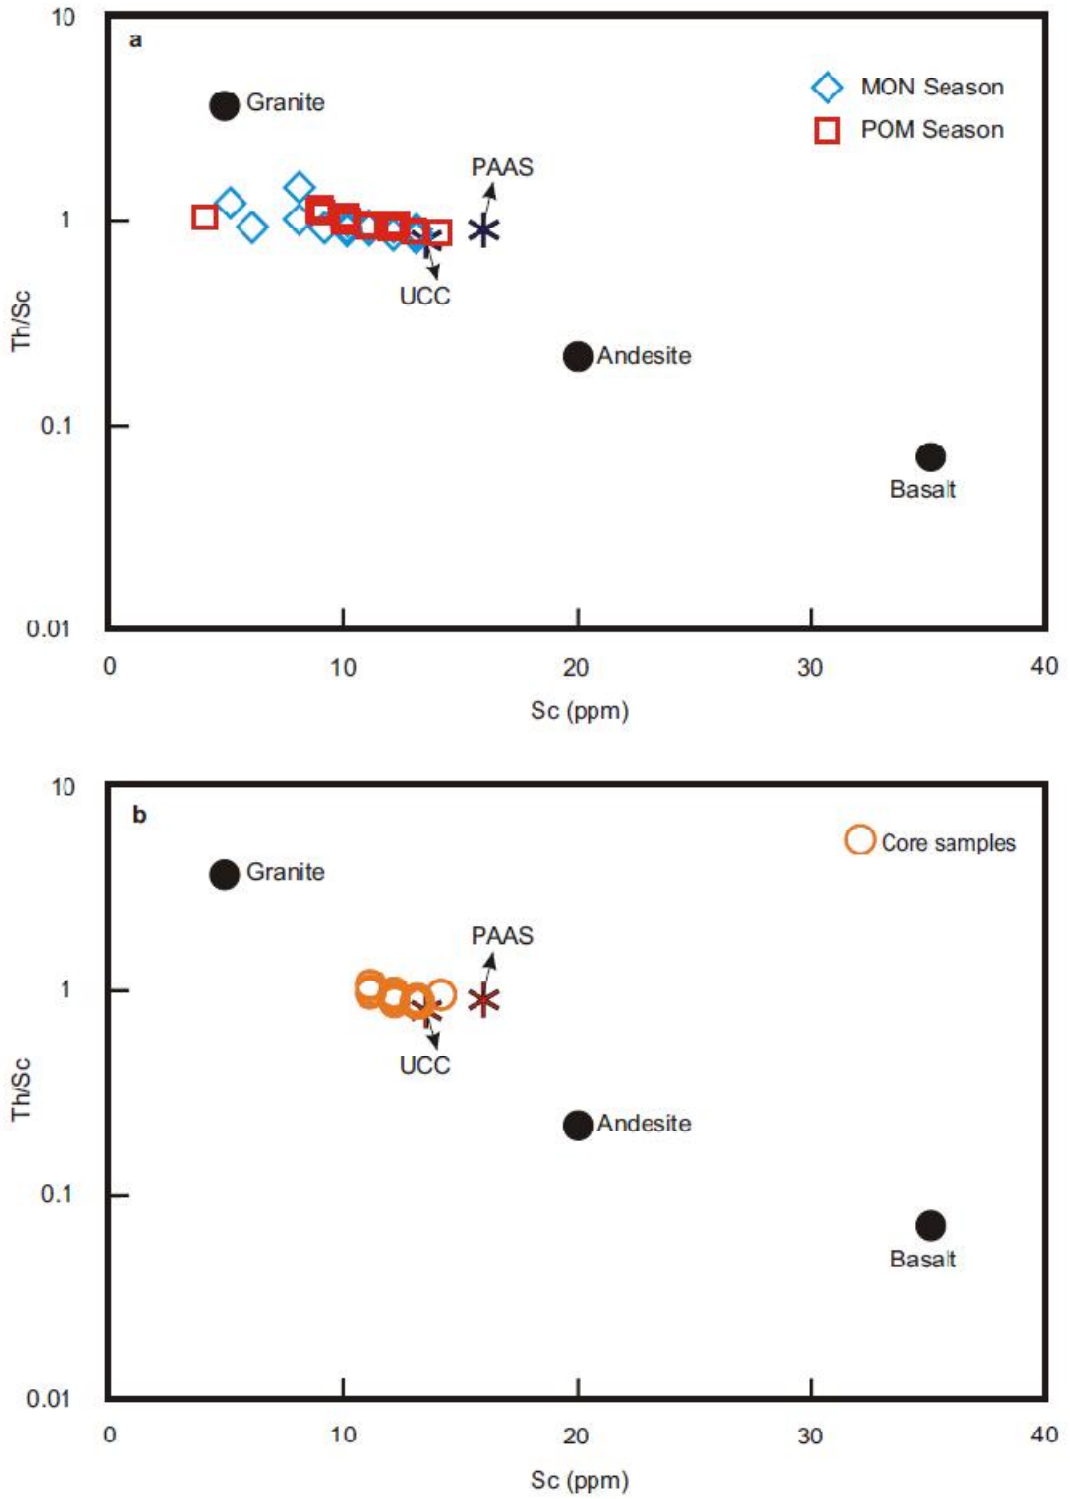 10
a
Granite
MON Season
POM Season
PAAS
1
UCC
Th/Sc
Andesite
0.1
Basalt
0.01
0 10 20 30 40
Sc (ppm)
10
b
Granite
Core samples
PAAS
1
UCC
Th/Sc
Andesite
0.1
Basalt
0.01
0 10 20 30 40
Sc (ppm)